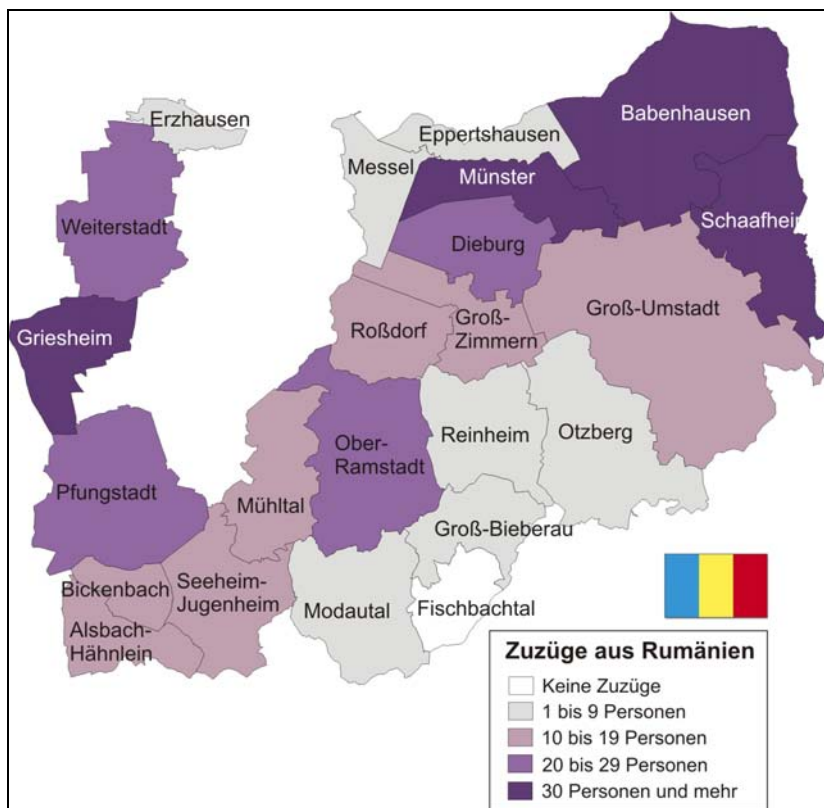 Erzhausen
Eppertshausen
Babenhausen
Messel
Münster
Schaafheim
Weiterstadt
Dieburg
Groß-Umstadt
Griesheim
Roßdorf
Groß-
Zimmern
Ober-
Ramstadt
Reinheim
Otzberg
Pfungstadt
Mühltal
Groß-Bieberau
Bickenbach
Seeheim-
Jugenheim
Modautal
Fischbachtal
Alsbach-
Hähnlein
Zuzüge aus Rumänien
Keine Zuzüge
1 bis 9 Personen
10 bis 19 Personen
20 bis 29 Personen
30 Personen und mehr